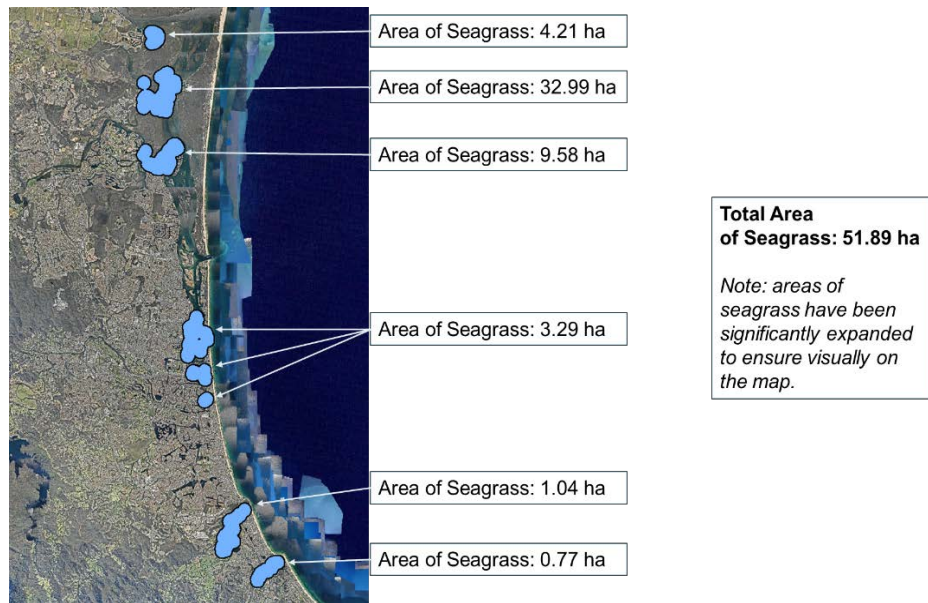 Area of Seagrass: 4.21 ha
Area of Seagrass: 32.99 ha
Area of Seagrass: 9.58 ha
Area of Seagrass: 3.29 ha
Area of Seagrass: 1.04 ha
Area of Seagrass: 0.77 ha
Total Area
of Seagrass: 51.89 ha
Note: areas of
seagrass have been
significantly expanded
to ensure visually on
the map.